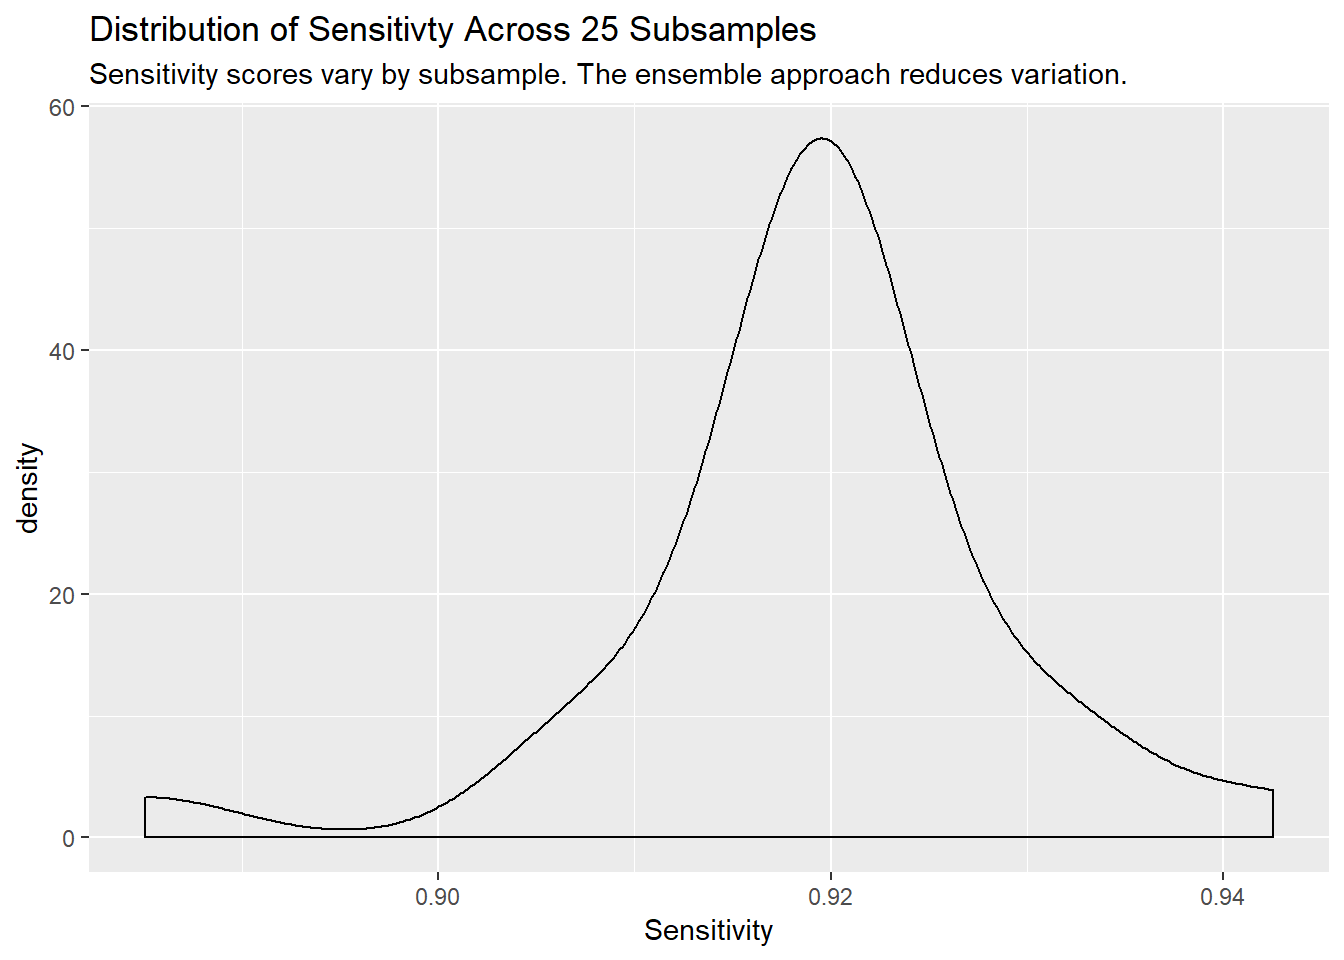 Distribution of Sensitivty Across 25 Subsamples
Sensitivity scores vary by subsample. The ensemble approach reduces variation.
60
40
20
0
density
0.90
0.92
0.94
Sensitivity